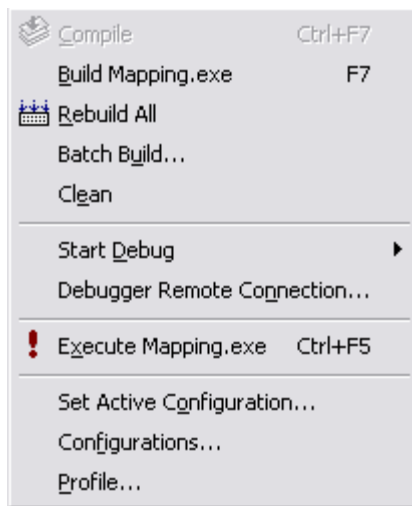 Compile Ctrl+F7
Build Mapping.exe F7
Rebuild All
Batch Build...
Clean
Start Debug
Debugger Remote Connection...
Execute Mapping.exe Ctrl+F5
Set Active Configuration...
Configurations...
Profile...